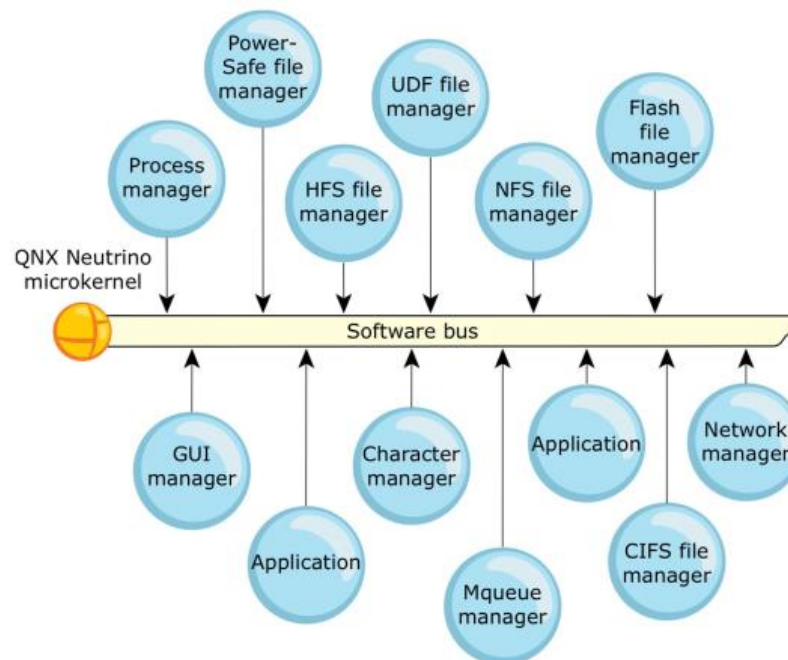 Power-
Safe file
manager
UDF file
manager
Flash
file
manager
Process
manager
HFS file
manager
NFS file
manager
QNX Neutrino
microkernel
Software bus
GUI
manager
Character
manager
Application
Network
manager
Application
CIFS file
manager
Mqueue
manager